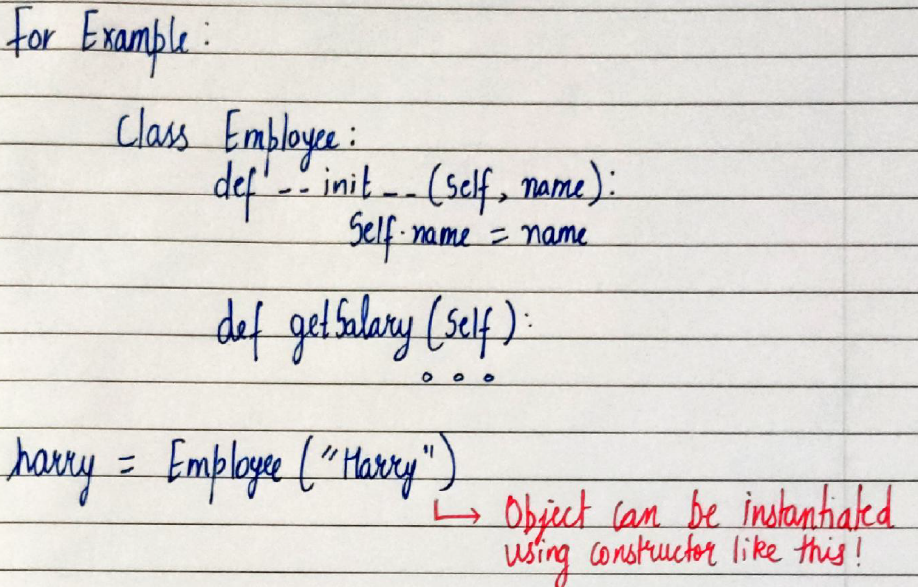 For Example:
Class Employee:
def __init__(self, name):
Self.name = name
def getSalary(self):
...
harry = Employee("Harry")
↳ Object can be instantiated
using constructor like this!